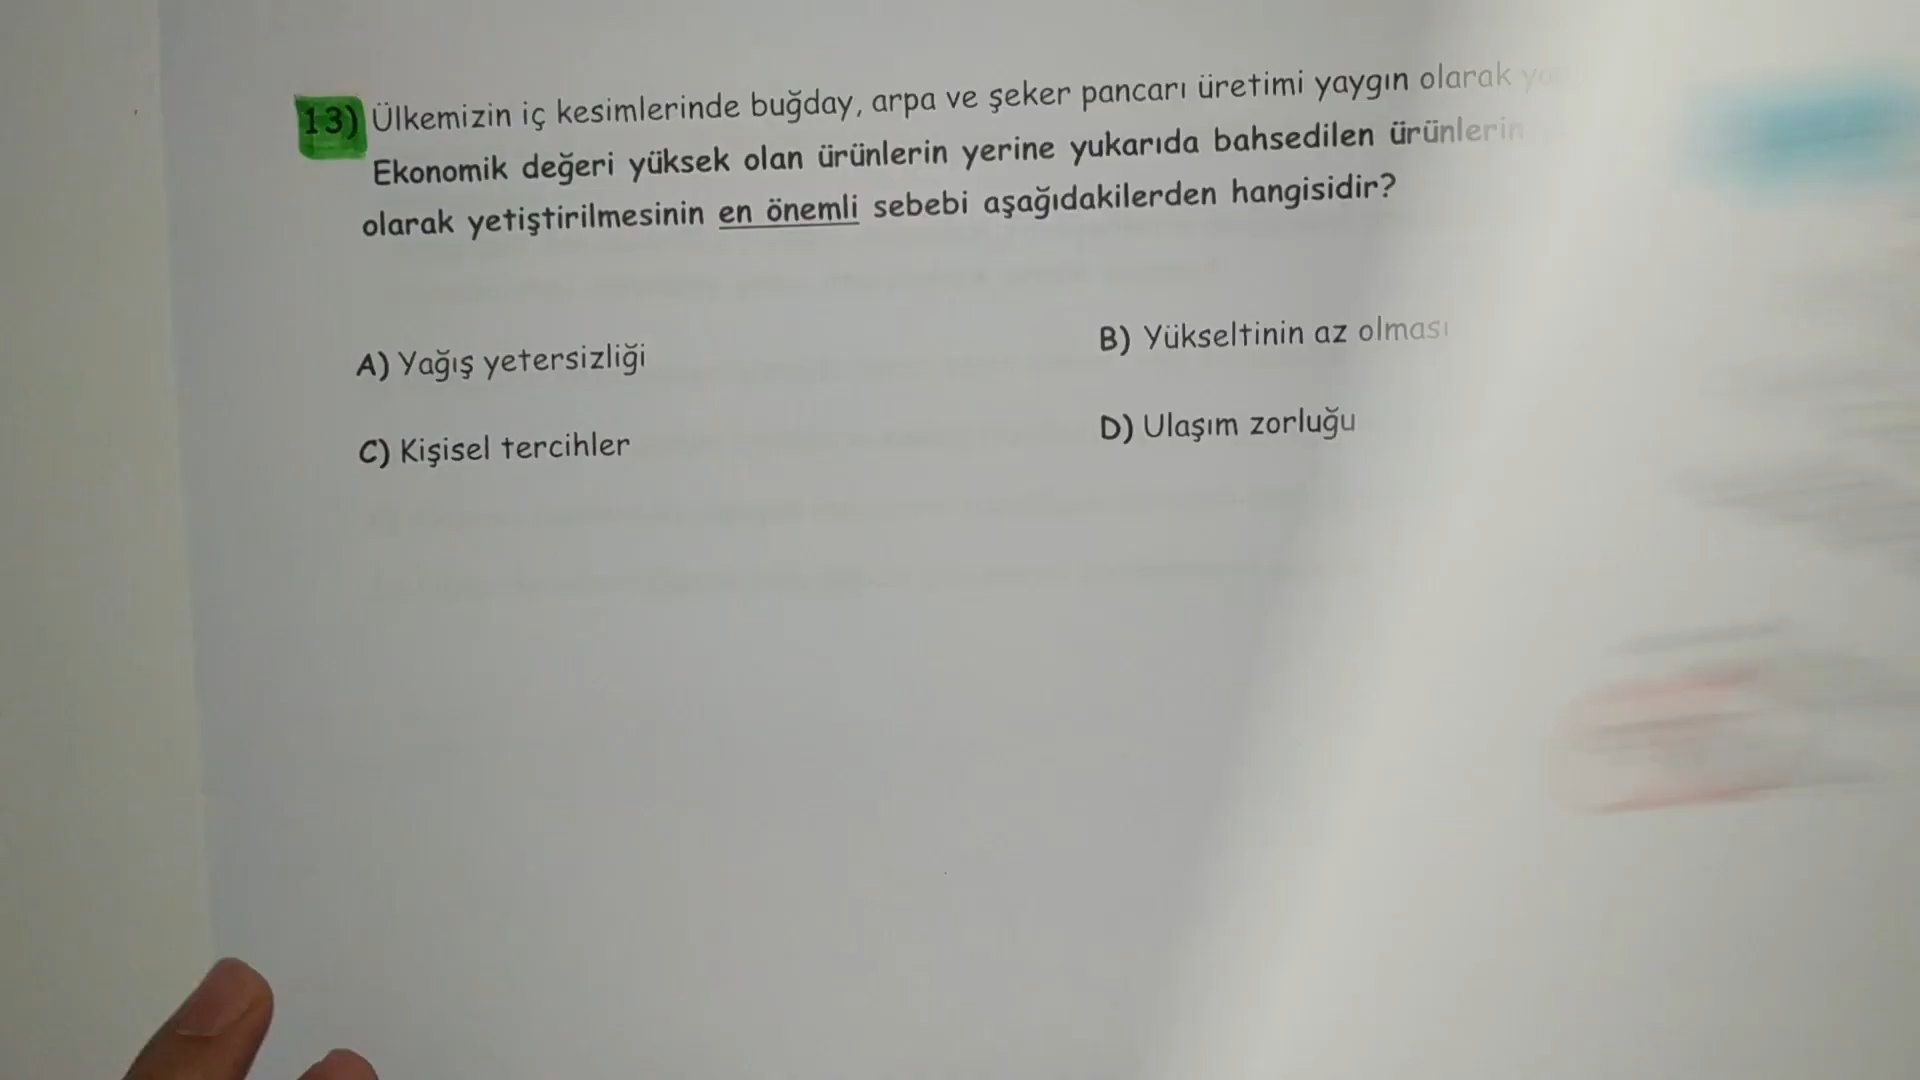 13) Ülkemizin iç kesimlerinde buğday, arpa ve şeker pancarı üretimi yaygın olarak
Ekonomik değeri yüksek olan ürünlerin yerine yukarıda bahsedilen ürünlerin
olarak yetiştirilmesinin en önemli sebebi aşağıdakilerden hangisidir?
A) Yağış yetersizliği
B) Yükseltinin az olması
C) Kişisel tercihler
D) Ulaşım zorluğu